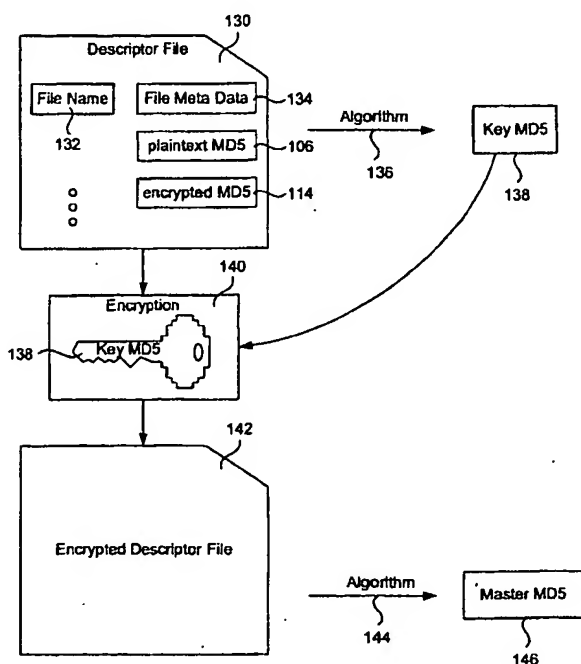 130
Descriptor File
File Name
132
File Meta Data
134
Algorithm
136
Key MD5
138
plaintext MD5
106
encrypted MD5
114
140
Encryption
138
Key MD5
142
Encrypted Descriptor File
Algorithm
144
Master MD5
146